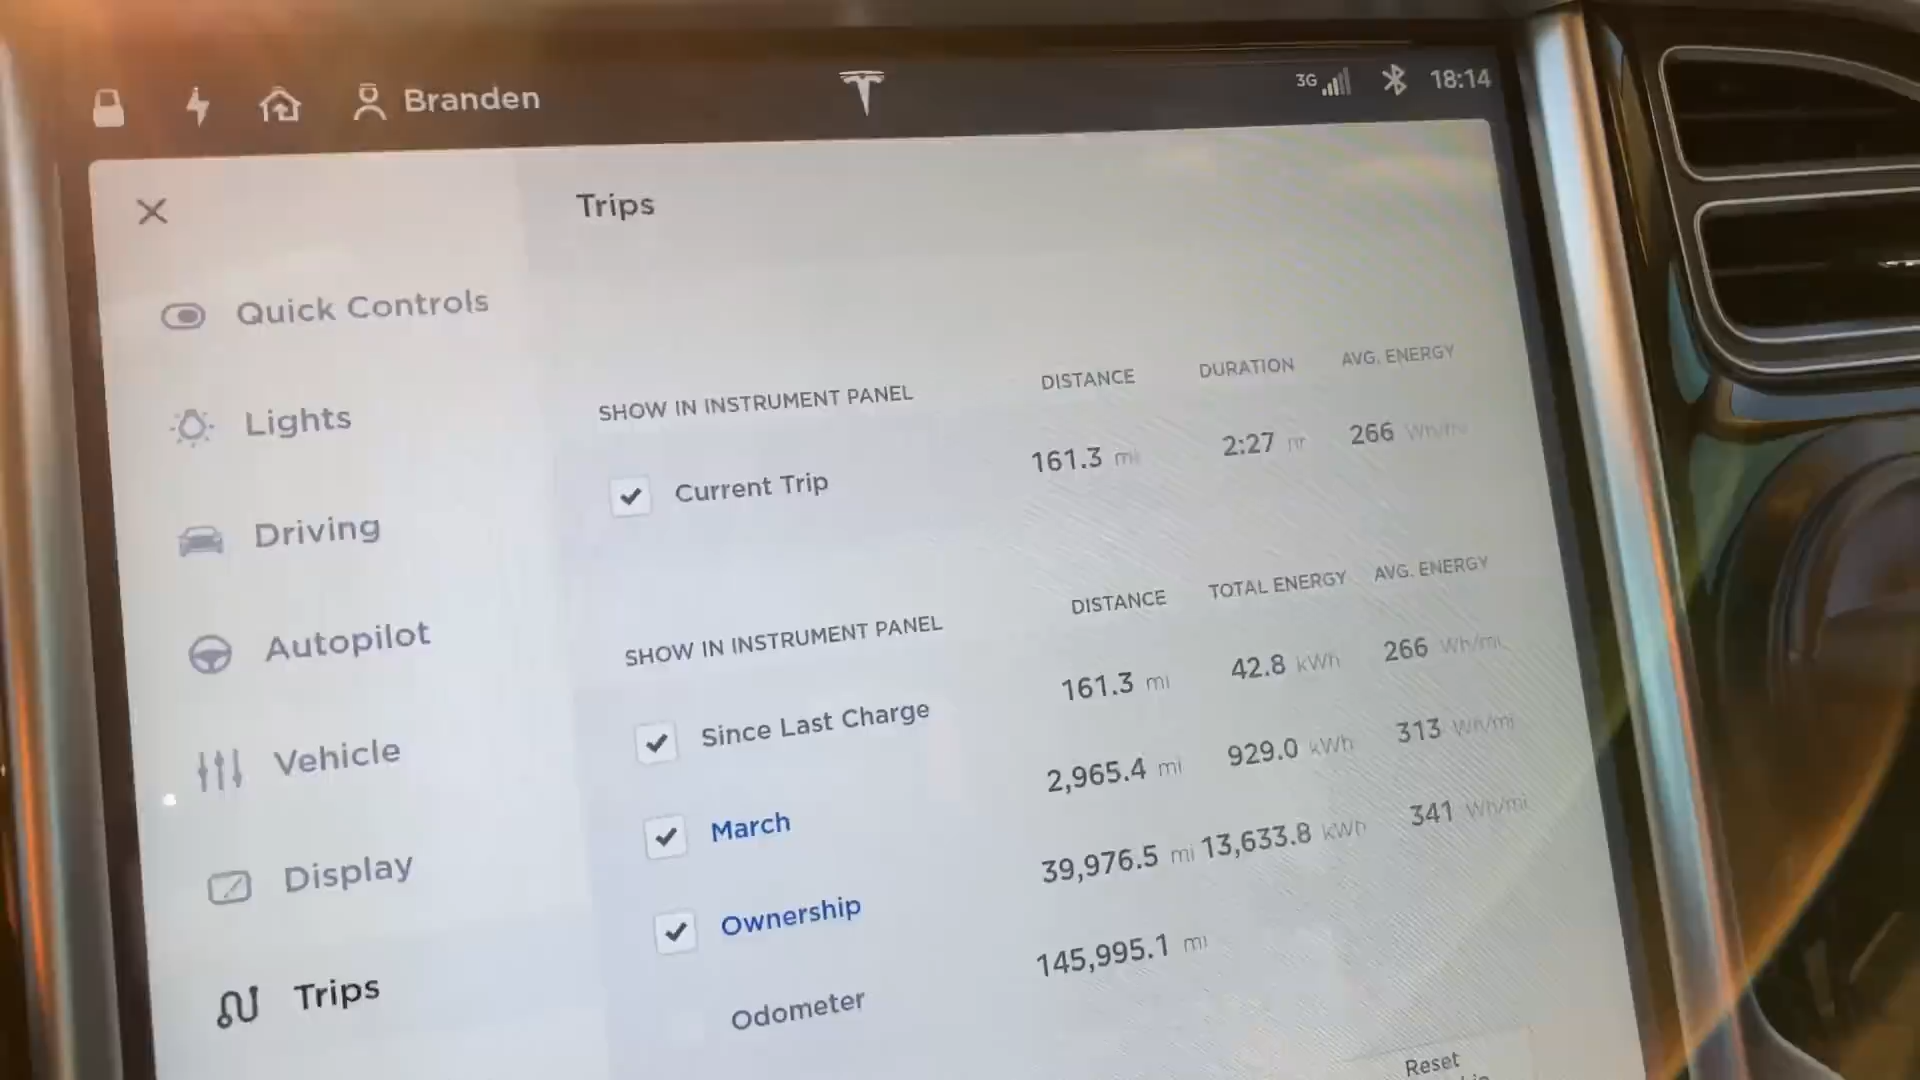 Branden
3G
18:14
Trips
Quick Controls
Lights
Driving
Autopilot
Vehicle
Display
Trips
SHOW IN INSTRUMENT PANEL DISTANCE DURATION AVG. ENERGY
Current Trip 161.3 mi 2:27 hr 266 Wh/mi
SHOW IN INSTRUMENT PANEL DISTANCE TOTAL ENERGY AVG. ENERGY
Since Last Charge 161.3 mi 42.8 kWh 266 Wh/mi
March 2,965.4 mi 929.0 kWh 313 Wh/mi
Ownership 39,976.5 mi 13,633.8 kWh 341 Wh/mi
Odometer 145,995.1 mi
Reset